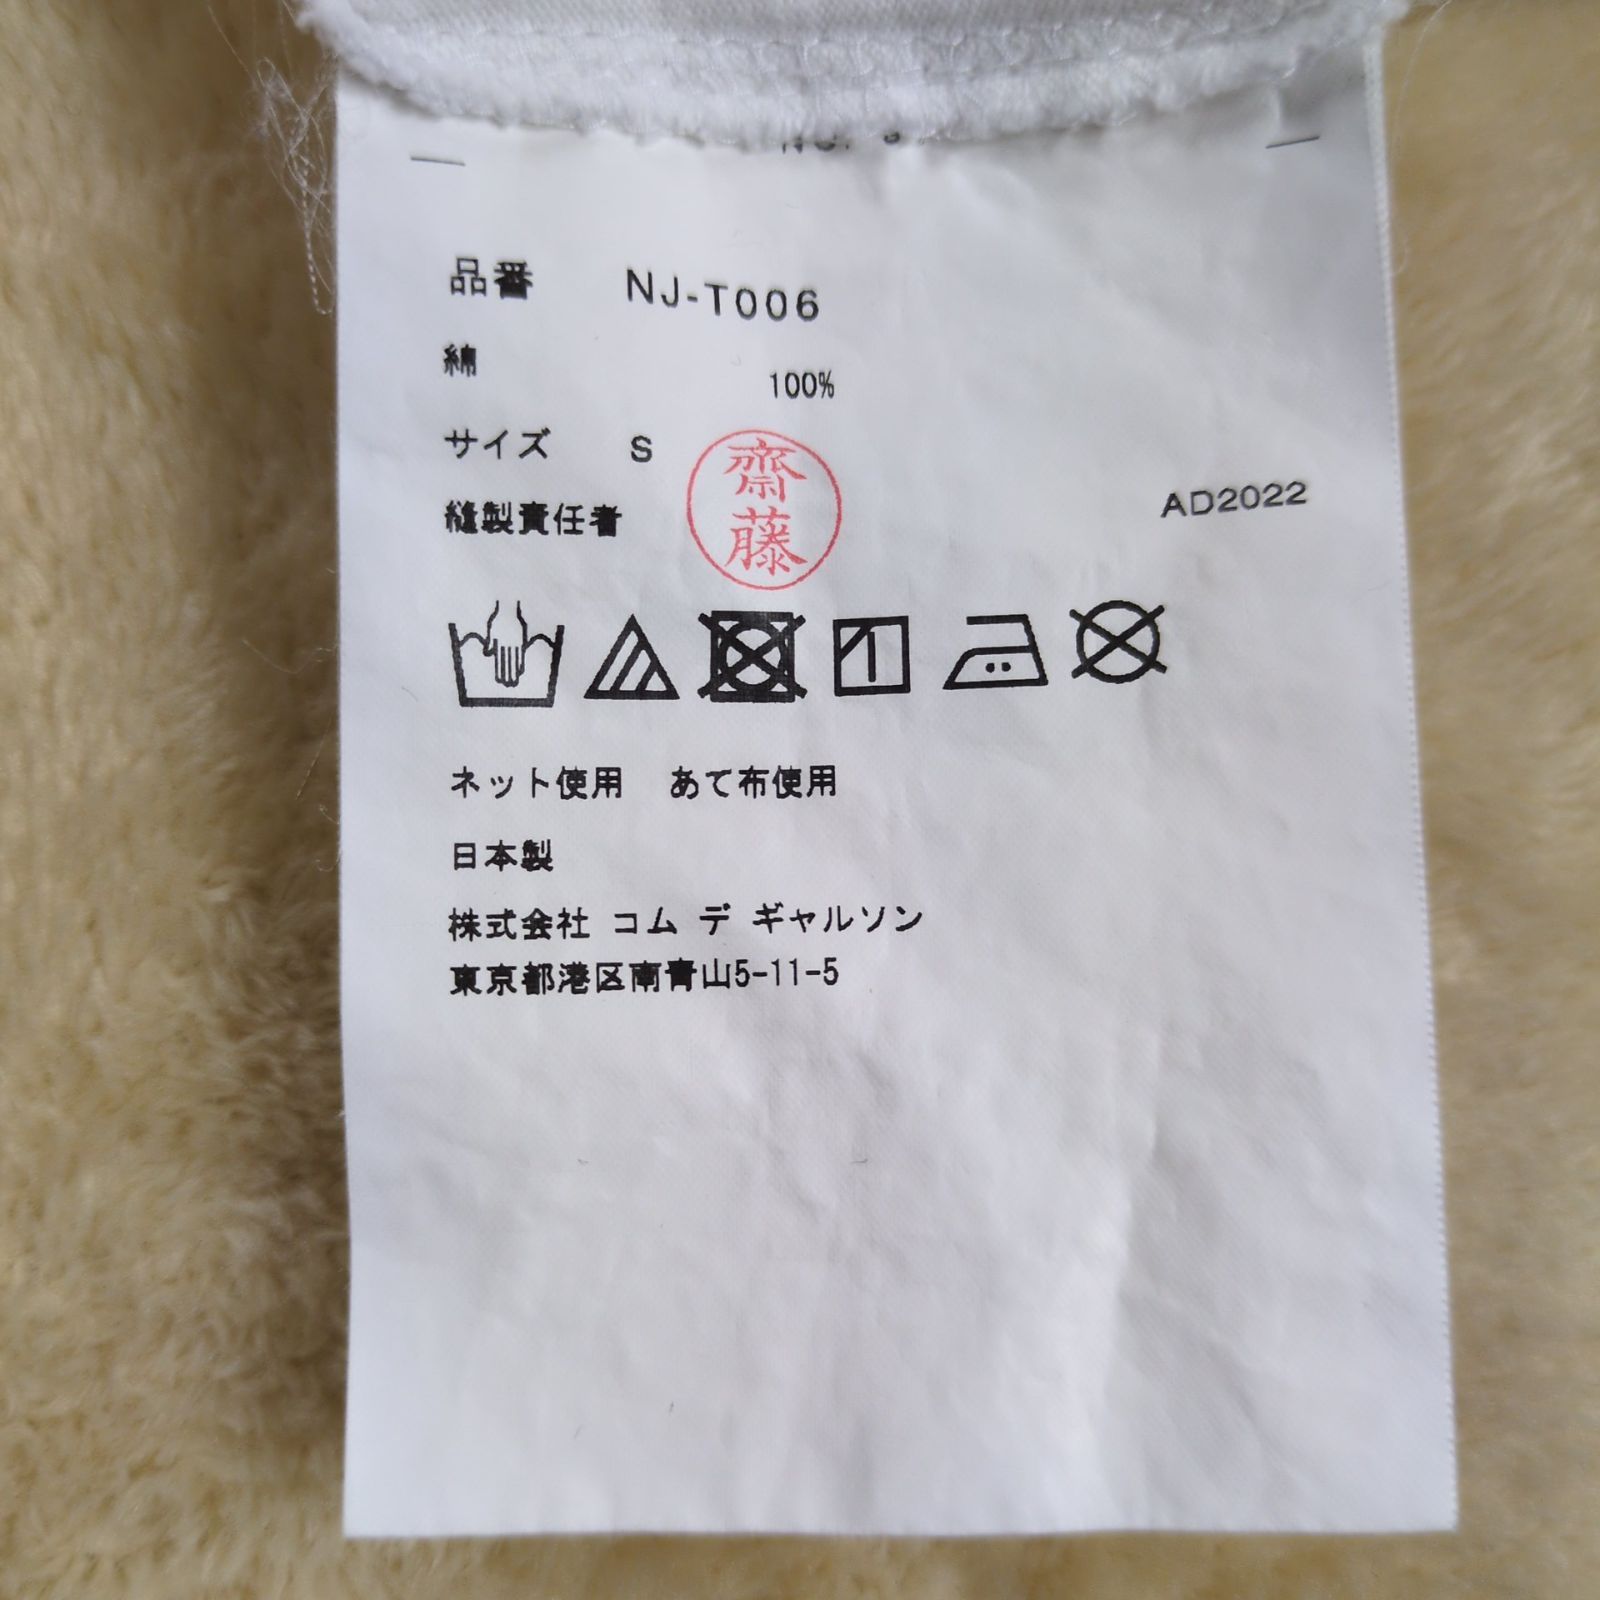 品番 NJ-T006
綿 100%
サイズ S
縫製責任者 齋藤
AD2022
ネット使用 あて布使用
日本製
株式会社 コム デ ギャルソン
東京都港区南青山5-11-5